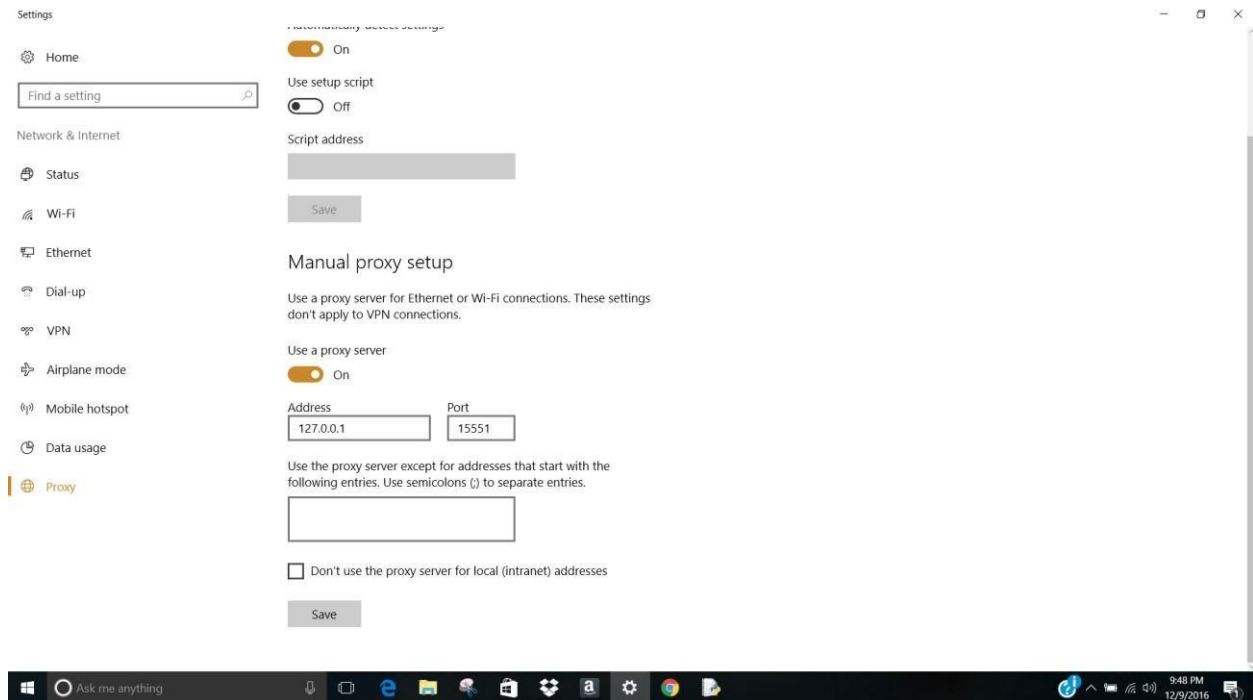 Settings
Home
Find a setting
Network & Internet
Status
Wi-Fi
Ethernet
Dial-up
VPN
Airplane mode
Mobile hotspot
Data usage
Proxy
Automatically detect settings
On
Use setup script
Off
Script address
Save
Manual proxy setup
Use a proxy server for Ethernet or Wi-Fi connections. These settings
don't apply to VPN connections.
Use a proxy server
On
Address Port
127.0.0.1 15551
Use the proxy server except for addresses that start with the
following entries. Use semicolons (;) to separate entries.
Don't use the proxy server for local (intranet) addresses
Save
Ask me anything
a
9:48 PM
12/9/2016